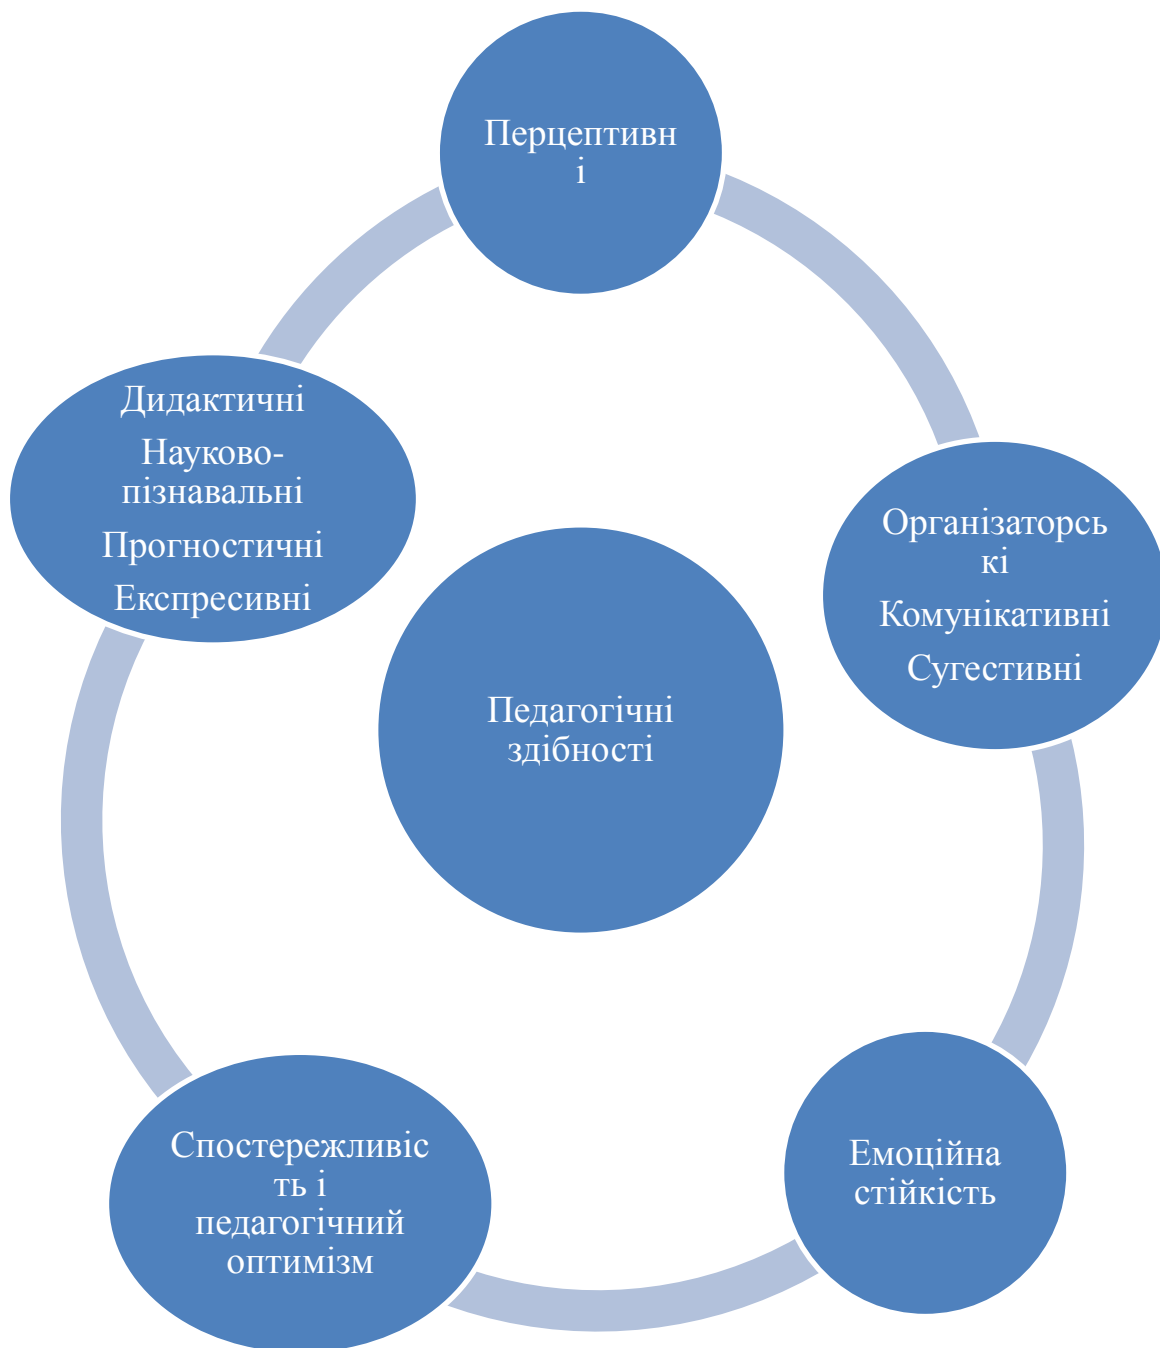 Перцептивн
і
Дидактичні
Науково-
пізнавальні
Прогностичні
Експресивні
Організаторсь
кі
Комунікативні
Сугестивні
Педагогічні
здібності
Спостережливіс
ть і
педагогічний
оптимізм
Емоційна
стійкість